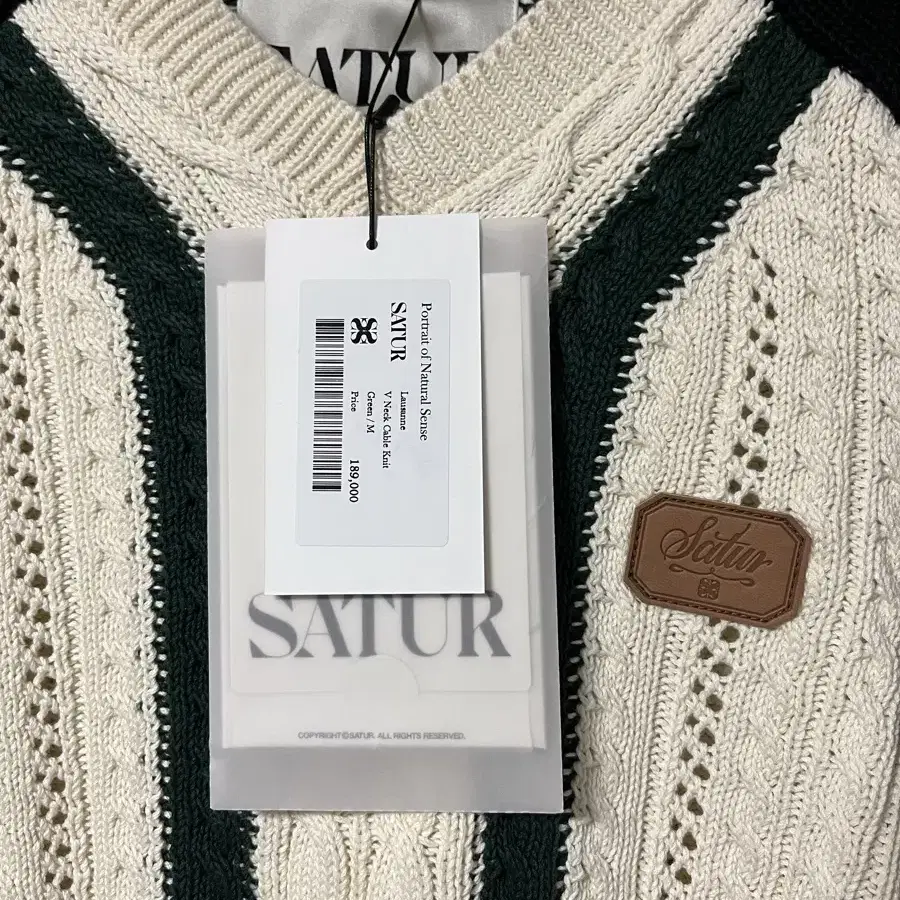 SATUR
Portrait of Natural Sense
SATUR
Lausanne
V Neck Cable Knit
Green / M
Price 189,000
SATUR
COPYRIGHT©SATUR. ALL RIGHTS RESERVED.
Satur